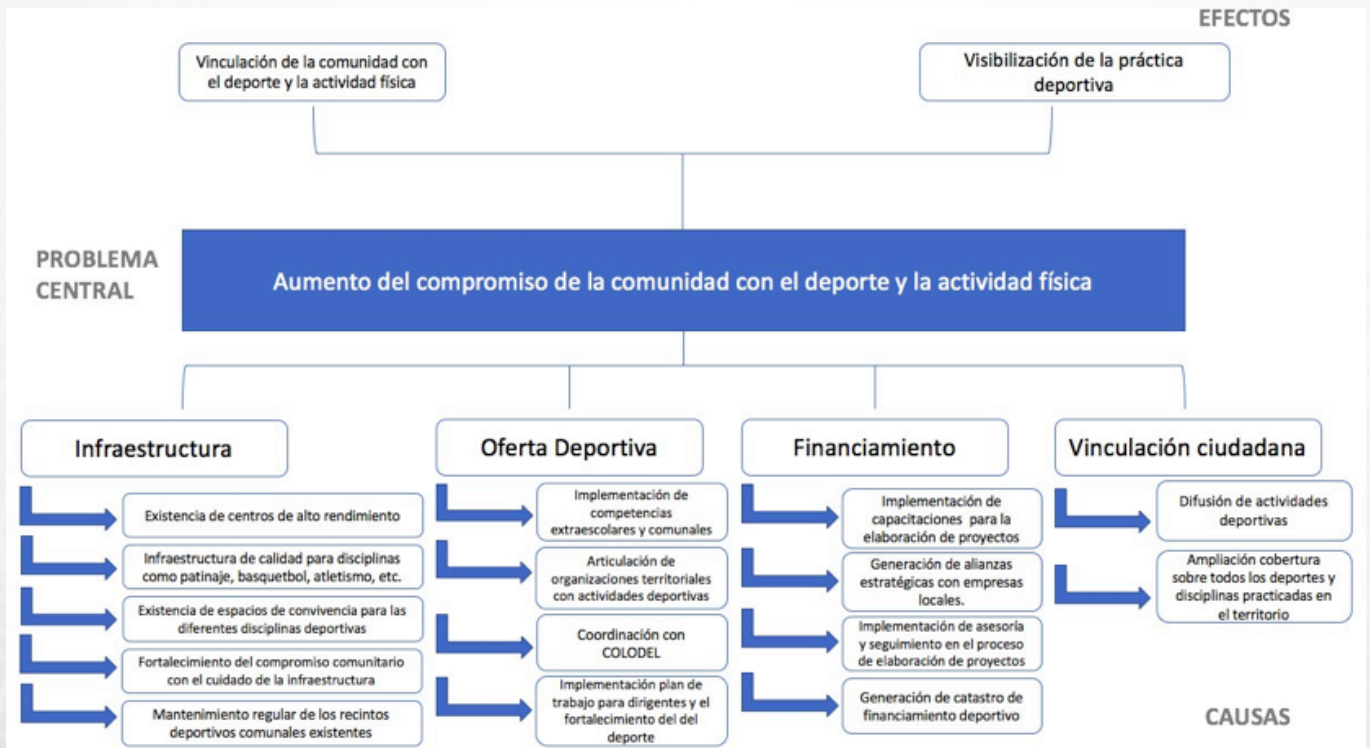 EFECTOS
Vinculación de la comunidad con
el deporte y la actividad física
Visibilización de la práctica
deportiva
PROBLEMA
CENTRAL
Aumento del compromiso de la comunidad con el deporte y la actividad física
Infraestructura
Existencia de centros de alto rendimiento
Infraestructura de calidad para disciplinas
como patinaje, basquetbol, atletismo, etc.
Existencia de espacios de convivencia para las
diferentes disciplinas deportivas
Fortalecimiento del compromiso comunitario
con el cuidado de la infraestructura
Mantenimiento regular de los recintos
deportivos comunales existentes
Oferta Deportiva
Implementación de
competencias
extraescolares y comunales
Articulación de
organizaciones territoriales
con actividades deportivas
Coordinación con
COLODEL
Implementación plan de
trabajo para dirigentes y el
fortalecimiento del del
deporte
Financiamiento
Implementación de
capacitaciones para la
elaboración de proyectos
Generación de alianzas
estratégicas con empresas
locales.
Implementación de asesoría
y seguimiento en el proceso
de elaboración de proyectos
Generación de catastro de
financiamiento deportivo
Vinculación ciudadana
Difusión de actividades
deportivas
Ampliación cobertura
sobre todos los deportes y
disciplinas practicadas en
el territorio
CAUSAS